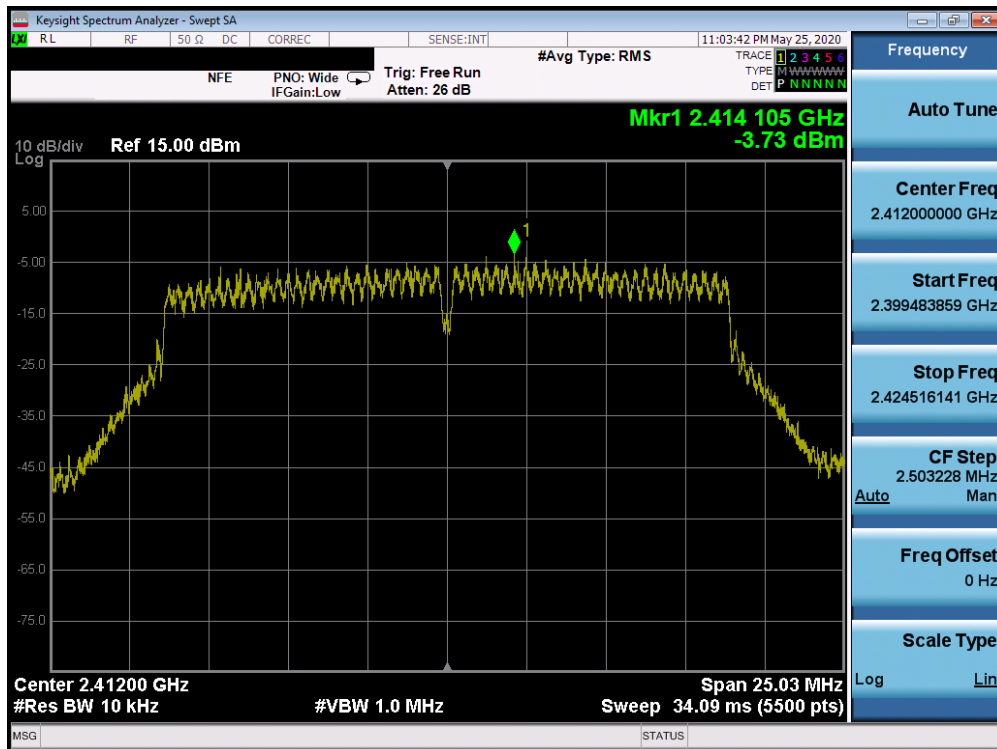 Keysight Spectrum Analyzer - Swept SA
LXI RL RF 50 Ω DC CORREC SENSE:INT 11:03:42 PM May 25, 2020
#Avg Type: RMS TRACE 1 2 3 4 5 6
NFE PNO: Wide Trig: Free Run TYPE M WWWWW
IFGain:Low Atten: 26 dB DET P N N N N N
Mkr1 2.414 105 GHz
-3.73 dBm
10 dB/div Ref 15.00 dBm
Log
1
5.00
-5.00
-15.0
-25.0
-35.0
-45.0
-55.0
-65.0
-75.0
Center 2.41200 GHz Span 25.03 MHz
#Res BW 10 kHz #VBW 1.0 MHz Sweep 34.09 ms (5500 pts)
MSG STATUS
Frequency
Auto Tune
Center Freq
2.412000000 GHz
Start Freq
2.399483859 GHz
Stop Freq
2.424516141 GHz
CF Step
2.503228 MHz
Auto Man
Freq Offset
0 Hz
Scale Type
Log Lin